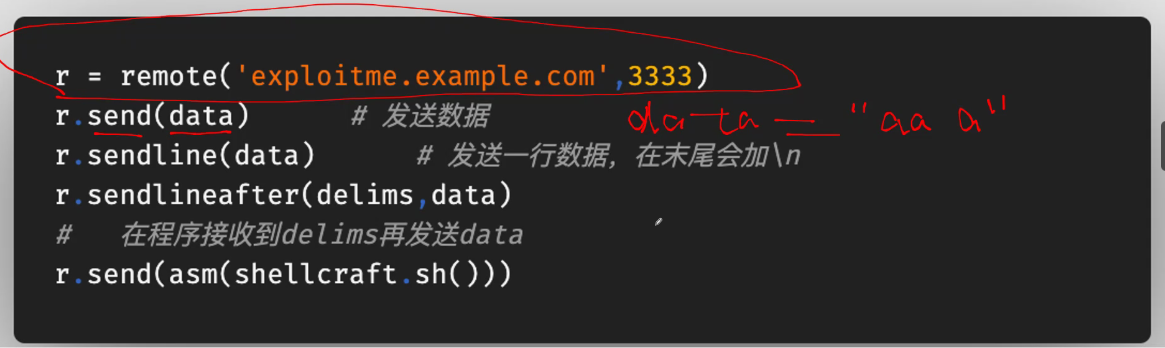 r = remote('exploitme.example.com',3333)
r.send(data) # 发送数据
data = "aa a"
r.sendline(data) # 发送一行数据，在末尾会加\n
r.sendlineafter(delims,data)
# 在程序接收到delims再发送data
r.send(asm(shellcraft.sh()))